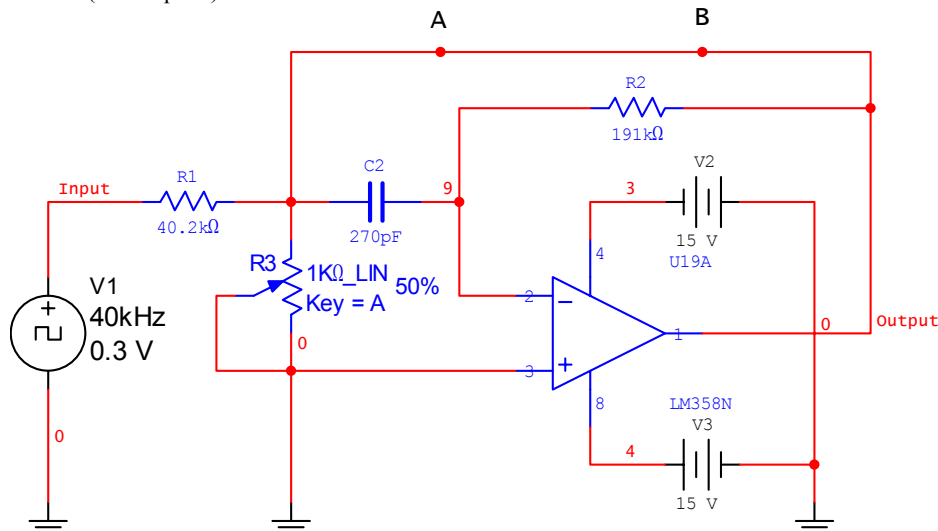 A
B
R2
191kΩ
C2
9
270pF
Input
R1
40.2kΩ
V2
3
15 V
U19A
4
R3
1KΩ_LIN
50%
Key = A
V1
40kHz
0.3 V
2
1
0
Output
0
3
8
LM358N
V3
4
15 V
0